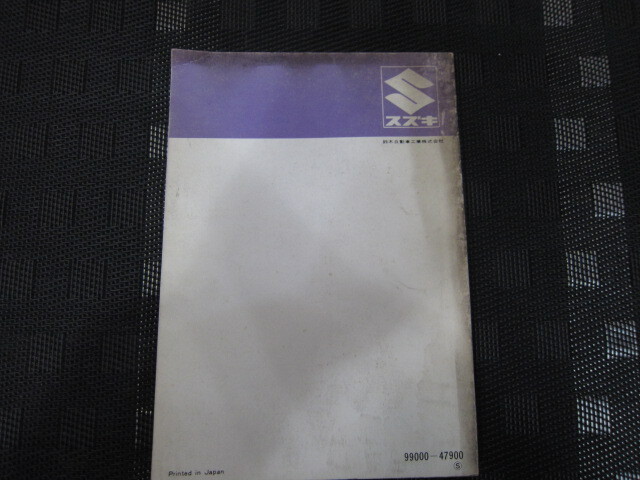 スズキ
鈴木自動車工業株式会社
99000-47900
Ⓢ
Printed in Japan